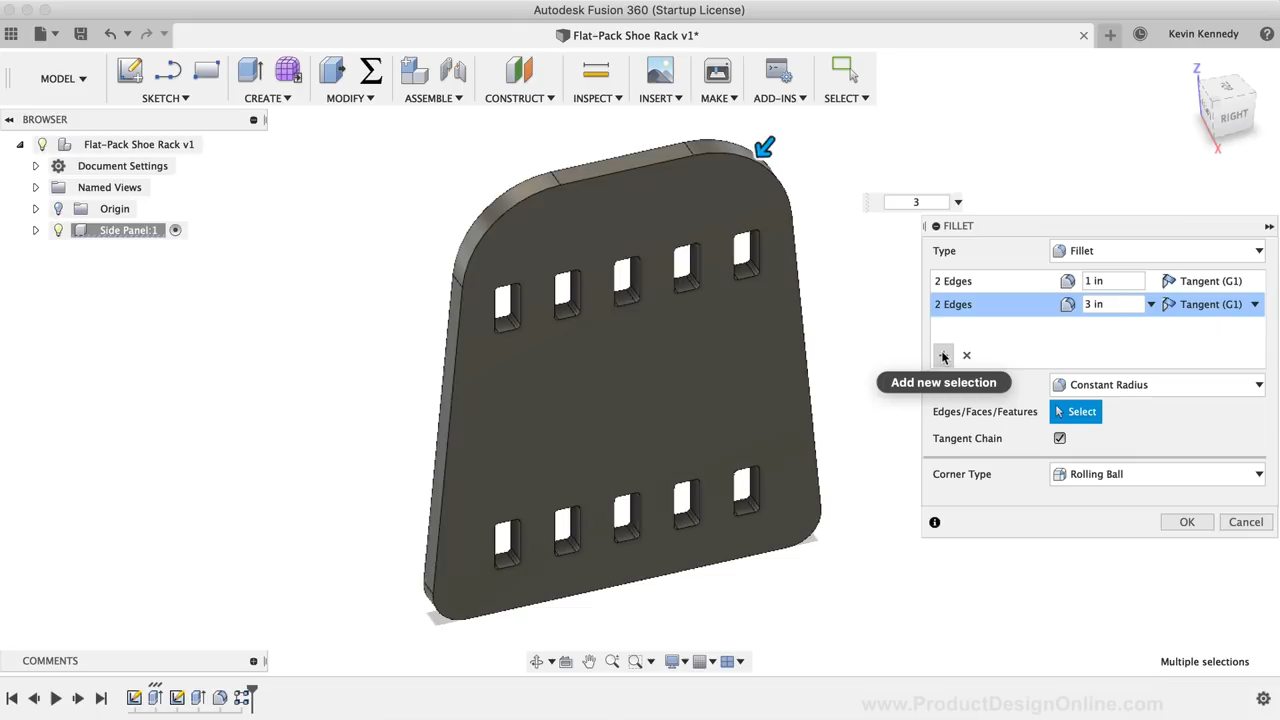 Autodesk Fusion 360 (Startup License)
Flat-Pack Shoe Rack v1*
Kevin Kennedy
MODEL
SKETCH
CREATE
MODIFY
ASSEMBLE
CONSTRUCT
INSPECT
INSERT
MAKE
ADD-INS
SELECT
BROWSER
Flat-Pack Shoe Rack v1
Document Settings
Named Views
Origin
Side Panel:1
Z
RIGHT
X
3
FILLET
Type Fillet
2 Edges 1 in Tangent (G1)
2 Edges 3 in Tangent (G1)
Add new selection
Constant Radius
Edges/Faces/Features Select
Tangent Chain
Corner Type Rolling Ball
OK Cancel
COMMENTS
Multiple selections
www.ProductDesignOnline.com